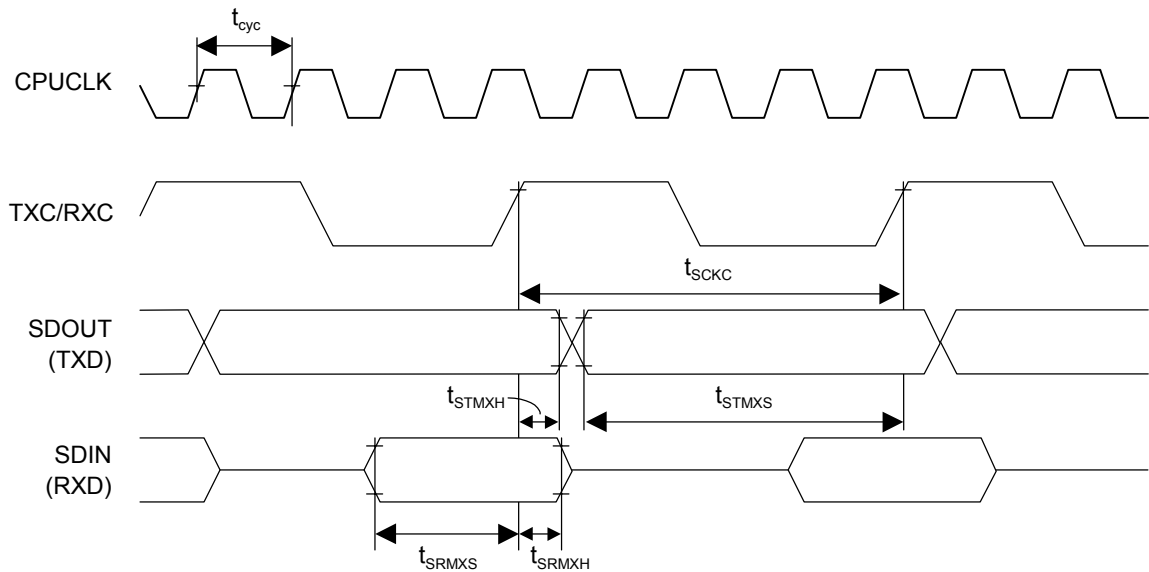 tcyc
CPUCLK
TXC/RXC
tSCKC
SDOUT
(TXD)
tSTMXH
tSTMXS
SDIN
(RXD)
tSRMXS
tSRMXH